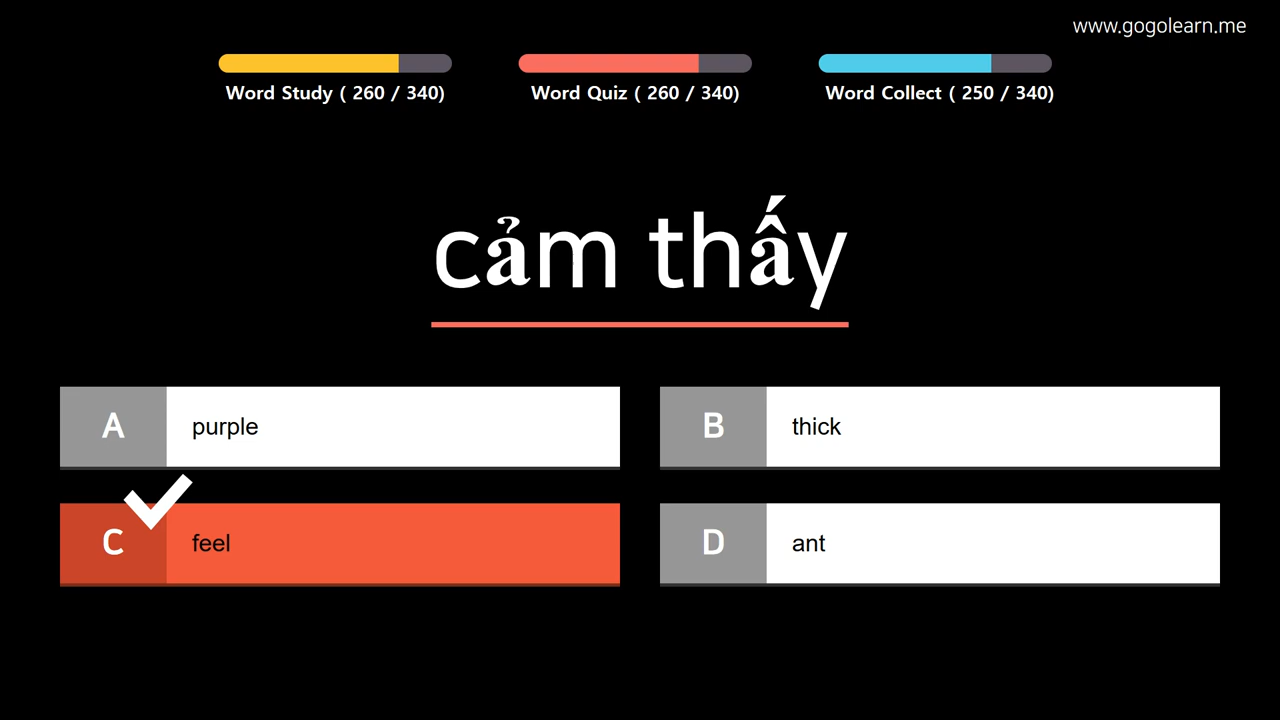 www.gogolearn.me
Word Study ( 260 / 340)
Word Quiz ( 260 / 340)
Word Collect ( 250 / 340)
cảm thấy
A
purple
B
thick
C
feel
D
ant